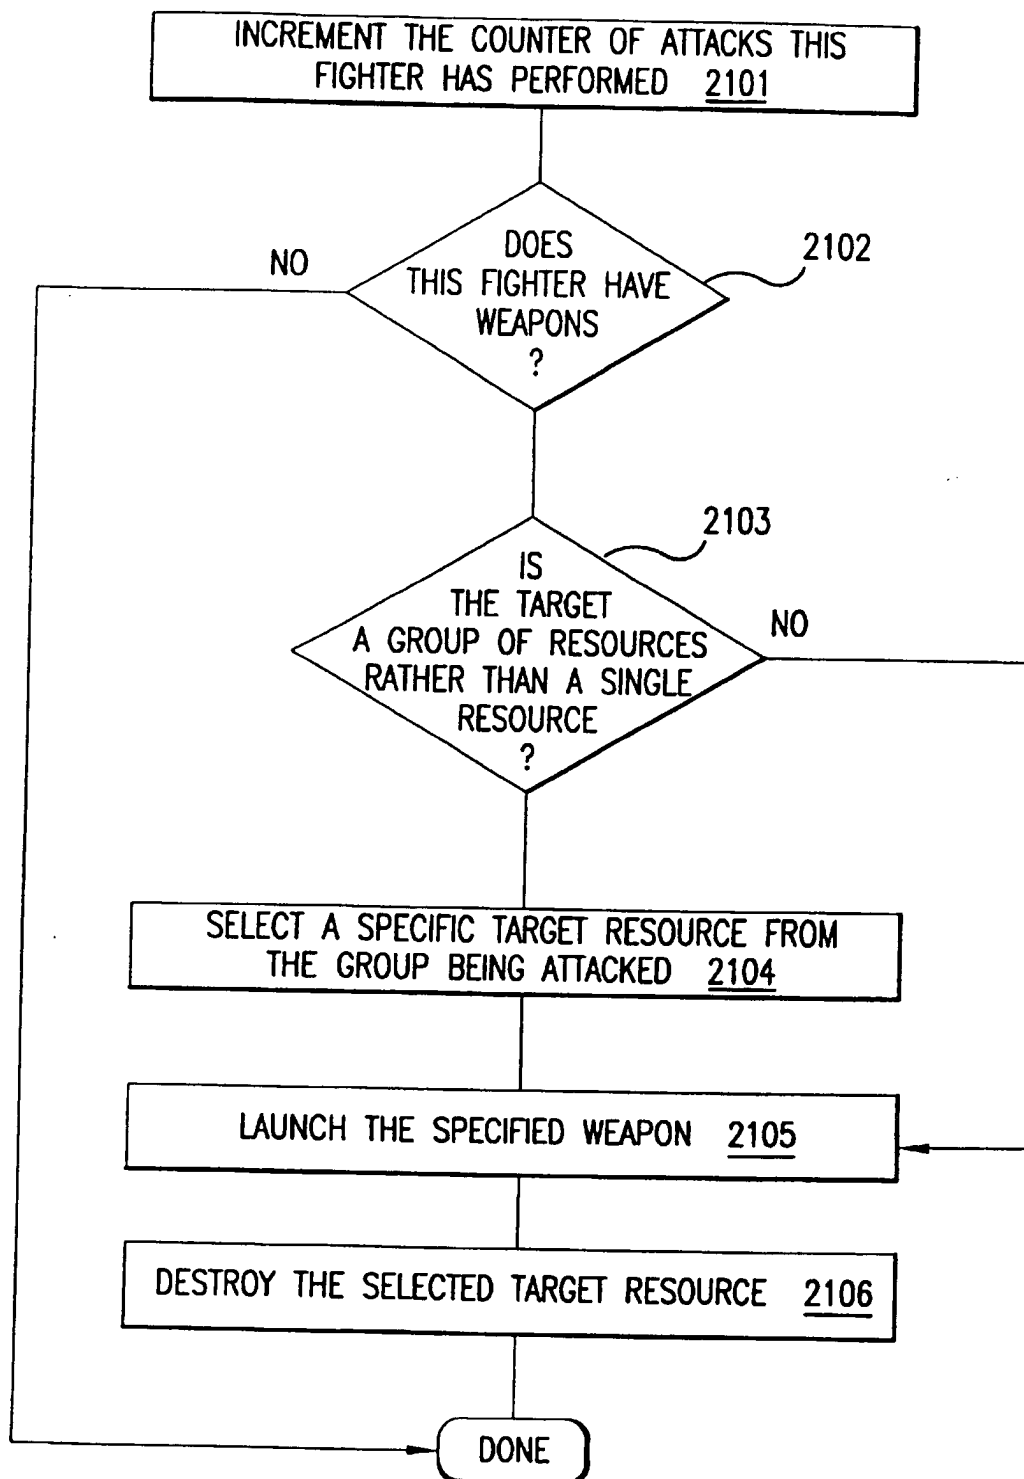 INCREMENT THE COUNTER OF ATTACKS THIS
FIGHTER HAS PERFORMED 2101
DOES
THIS FIGHTER HAVE
WEAPONS
?
2102
NO
IS
THE TARGET
A GROUP OF RESOURCES
RATHER THAN A SINGLE
RESOURCE
?
2103
NO
SELECT A SPECIFIC TARGET RESOURCE FROM
THE GROUP BEING ATTACKED 2104
LAUNCH THE SPECIFIED WEAPON 2105
DESTROY THE SELECTED TARGET RESOURCE 2106
DONE